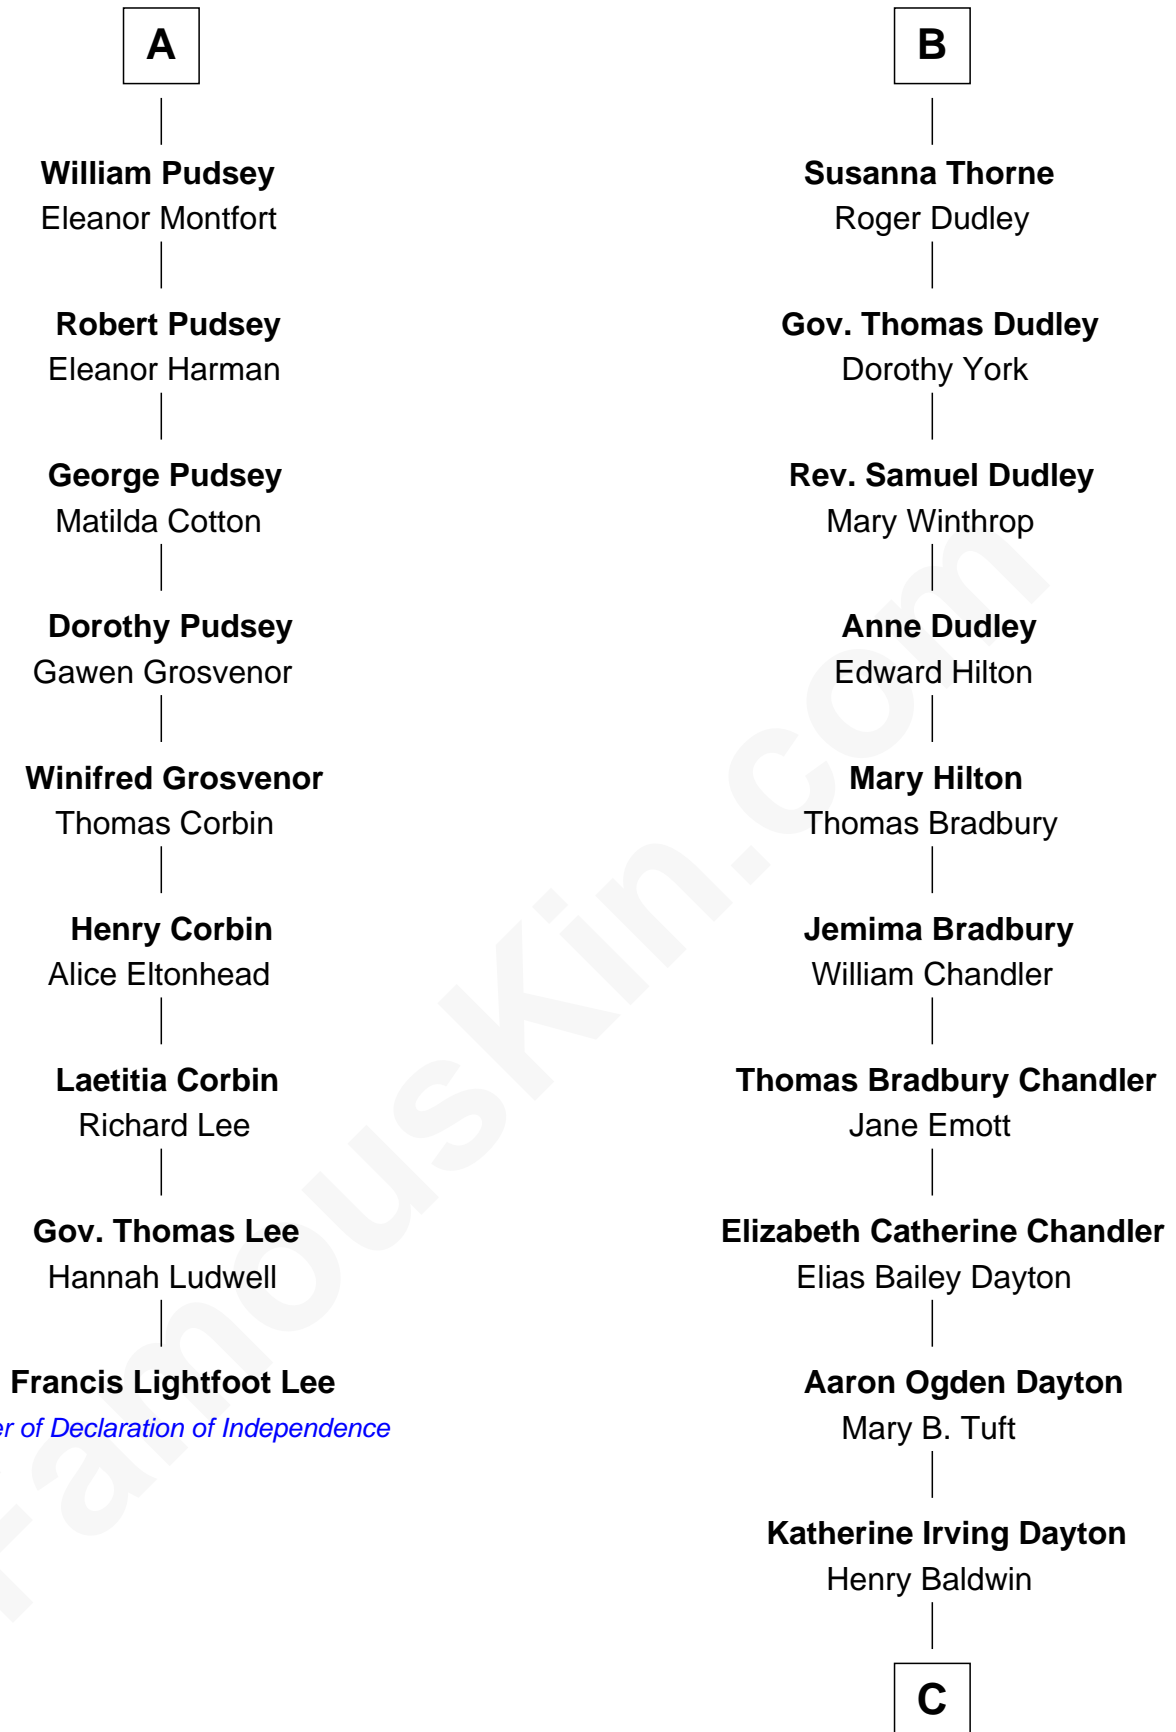 A
William Pudsey
Eleanor Montfort
Robert Pudsey
Eleanor Harman
George Pudsey
Matilda Cotton
Dorothy Pudsey
Gawen Grosvenor
Winifred Grosvenor
Thomas Corbin
Henry Corbin
Alice Eltonhead
Laetitia Corbin
Richard Lee
Gov. Thomas Lee
Hannah Ludwell
Francis Lightfoot Lee
of Declaration of Independence
B
Susanna Thorne
Roger Dudley
Gov. Thomas Dudley
Dorothy York
Rev. Samuel Dudley
Mary Winthrop
Anne Dudley
Edward Hilton
Mary Hilton
Thomas Bradbury
Jemima Bradbury
William Chandler
Thomas Bradbury Chandler
Jane Emott
Elizabeth Catherine Chandler
Elias Bailey Dayton
Aaron Ogden Dayton
Mary B. Tuft
Katherine Irving Dayton
Henry Baldwin
C
FamousKin.com